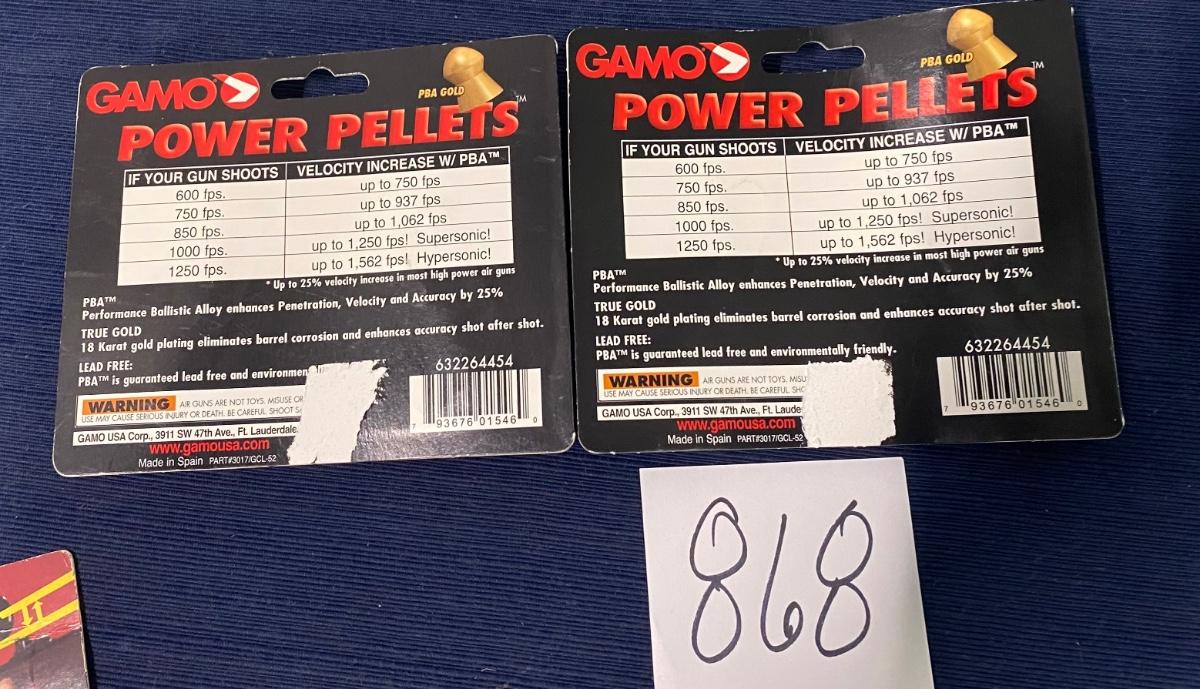 GAMO
PBA GOLD
POWER PELLETS™
IF YOUR GUN SHOOTS VELOCITY INCREASE W/ PBA™
600 fps. up to 750 fps
750 fps. up to 937 fps
850 fps. up to 1,062 fps
1000 fps. up to 1,250 fps! Supersonic!
1250 fps. up to 1,562 fps! Hypersonic!
* Up to 25% velocity increase in most high power air guns
PBA™
Performance Ballistic Alloy enhances Penetration, Velocity and Accuracy by 25%
TRUE GOLD
18 Karat gold plating eliminates barrel corrosion and enhances accuracy shot after shot.
LEAD FREE:
PBA™ is guaranteed lead free and environmen
632264454
WARNING AIR GUNS ARE NOT TOYS. MISUSE OR
USE MAY CAUSE SERIOUS INJURY OR DEATH. BE CAREFUL. SHOOT S
GAMO USA Corp., 3911 SW 47th Ave., Ft. Lauderdale
www.gamousa.com
Made in Spain PART#3017/GCL-52
7 93676 01546 0
GAMO
PBA GOLD
POWER PELLETS™
IF YOUR GUN SHOOTS VELOCITY INCREASE W/ PBA™
600 fps. up to 750 fps
750 fps. up to 937 fps
850 fps. up to 1,062 fps
1000 fps. up to 1,250 fps! Supersonic!
1250 fps. up to 1,562 fps! Hypersonic!
* Up to 25% velocity increase in most high power air guns
PBA™
Performance Ballistic Alloy enhances Penetration, Velocity and Accuracy by 25%
TRUE GOLD
18 Karat gold plating eliminates barrel corrosion and enhances accuracy shot after shot.
LEAD FREE:
PBA™ is guaranteed lead free and environmentally friendly.
632264454
WARNING AIR GUNS ARE NOT TOYS. MISU
USE MAY CAUSE SERIOUS INJURY OR DEATH. BE CAREFUL. SHO
GAMO USA Corp., 3911 SW 47th Ave., Ft. Laude
www.gamousa.com
Made in Spain PART#3017/GCL-52
7 93676 01546 0
868